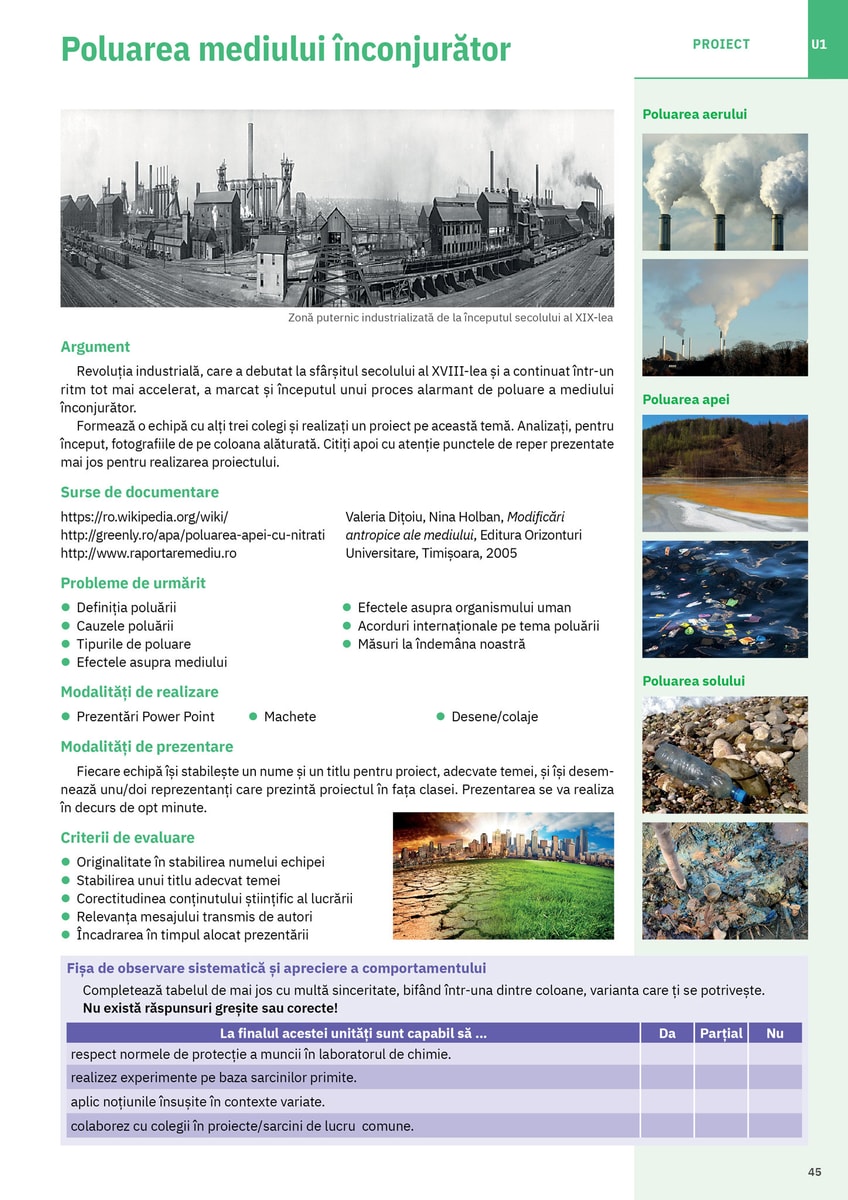 Poluarea mediului înconjurător
PROIECT
U1
Zonă puternic industrializată de la începutul secolului al XIX-lea
Argument
Revoluția industrială, care a debutat la sfârșitul secolului al XVIII-lea și a continuat într-un
ritm tot mai accelerat, a marcat și începutul unui proces alarmant de poluare a mediului
înconjurător.
Formează o echipă cu alți trei colegi și realizați un proiect pe această temă. Analizați, pentru
început, fotografiile de pe coloana alăturată. Citiți apoi cu atenție punctele de reper prezentate
mai jos pentru realizarea proiectului.
Surse de documentare
https://ro.wikipedia.org/wiki/
http://greenly.ro/apa/poluarea-apei-cu-nitrati
http://www.raportaremediu.ro
Valeria Dițoiu, Nina Holban, Modificări
antropice ale mediului, Editura Orizonturi
Universitare, Timișoara, 2005
Probleme de urmărit
● Definiția poluării
● Cauzele poluării
● Tipurile de poluare
● Efectele asupra mediului
● Efectele asupra organismului uman
● Acorduri internaționale pe tema poluării
● Măsuri la îndemâna noastră
Modalități de realizare
● Prezentări Power Point ● Machete ● Desene/colaje
Modalități de prezentare
Fiecare echipă își stabilește un nume și un titlu pentru proiect, adecvate temei, și își desem-
nează unu/doi reprezentanți care prezintă proiectul în fața clasei. Prezentarea se va realiza
în decurs de opt minute.
Criterii de evaluare
● Originalitate în stabilirea numelui echipei
● Stabilirea unui titlu adecvat temei
● Corectitudinea conținutului științific al lucrării
● Relevanța mesajului transmis de autori
● Încadrarea în timpul alocat prezentării
Poluarea aerului
Poluarea apei
Poluarea solului
Fișa de observare sistematică și apreciere a comportamentului
Completează tabelul de mai jos cu multă sinceritate, bifând într-una dintre coloane, varianta care ți se potrivește.
Nu există răspunsuri greșite sau corecte!
La finalul acestei unități sunt capabil să ... Da Parțial Nu
respect normele de protecție a muncii în laboratorul de chimie.
realizez experimente pe baza sarcinilor primite.
aplic noțiunile însușite în contexte variate.
colaborez cu colegii în proiecte/sarcini de lucru comune.
45